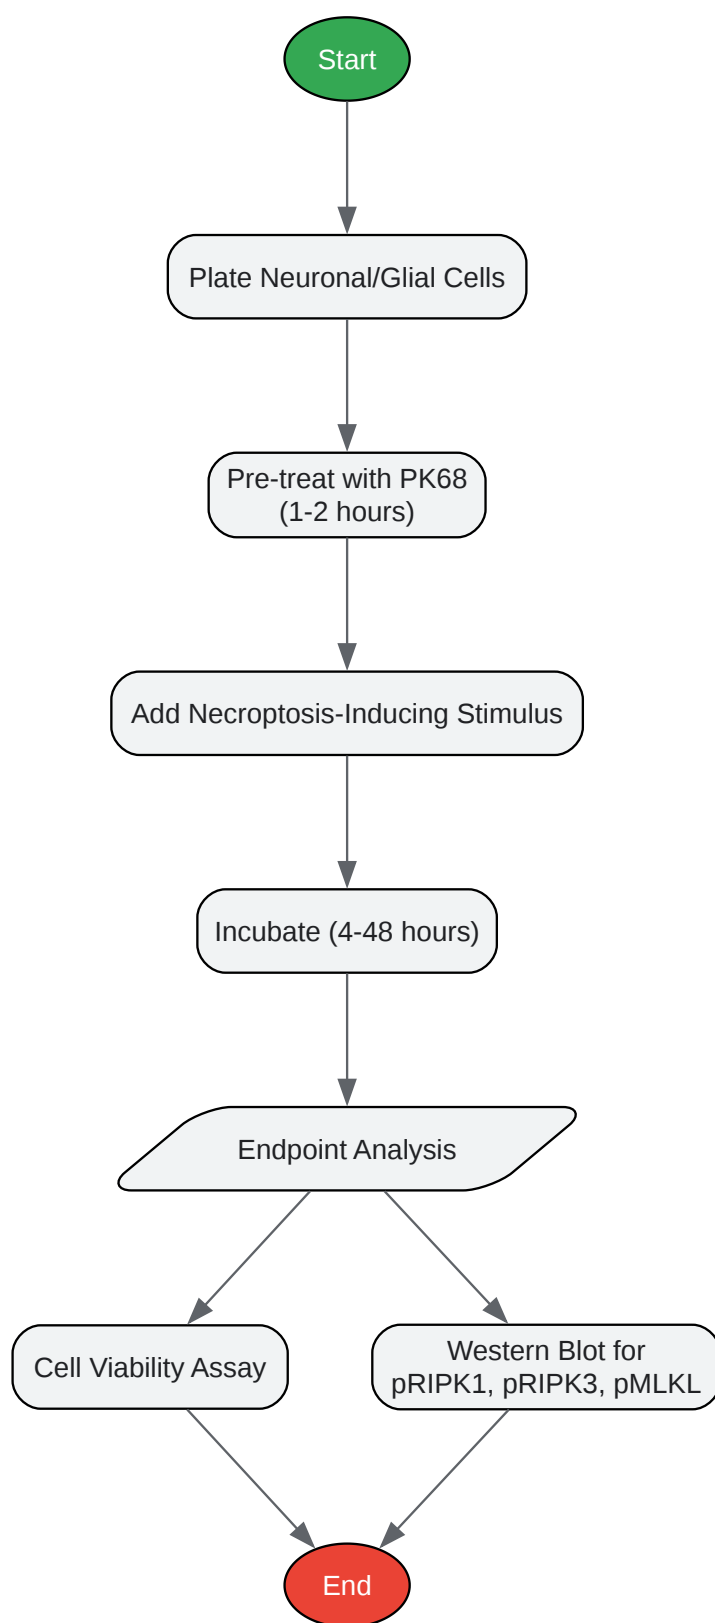 Start
Plate Neuronal/Glial Cells
Pre-treat with PK68
(1-2 hours)
Add Necroptosis-Inducing Stimulus
Incubate (4-48 hours)
Endpoint Analysis
Cell Viability Assay
Western Blot for
pRIPK1, pRIPK3, pMLKL
End